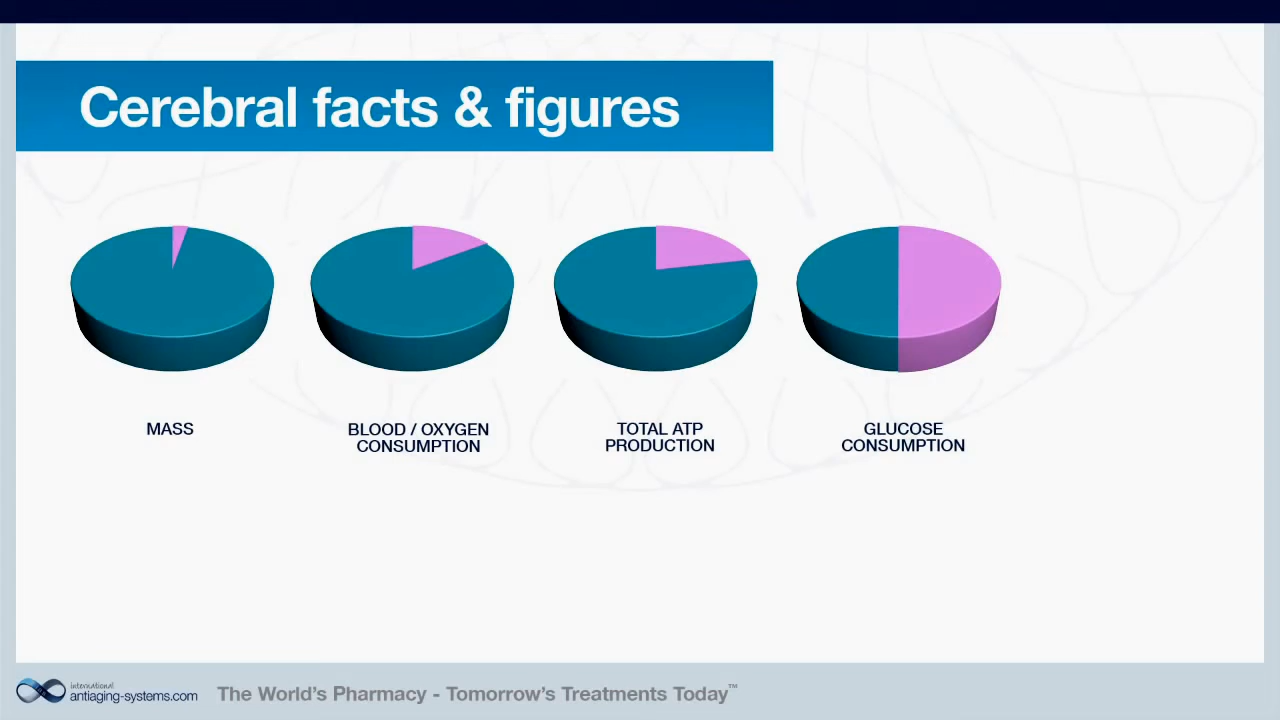 Cerebral facts & figures
MASS
BLOOD / OXYGEN
CONSUMPTION
TOTAL ATP
PRODUCTION
GLUCOSE
CONSUMPTION
international
antiaging-systems.com
The World's Pharmacy - Tomorrow's Treatments Today™